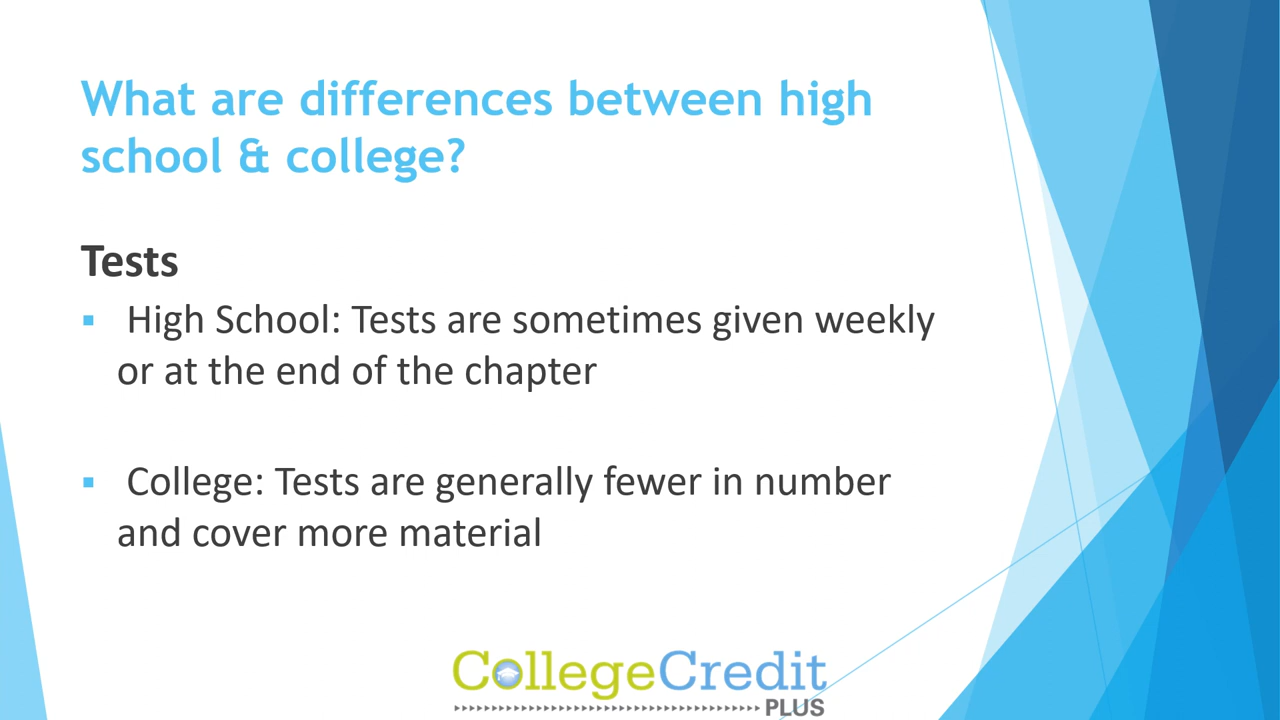 What are differences between high
school & college?
Tests
▪ High School: Tests are sometimes given weekly
or at the end of the chapter
▪ College: Tests are generally fewer in number
and cover more material
CollegeCredit
PLUS